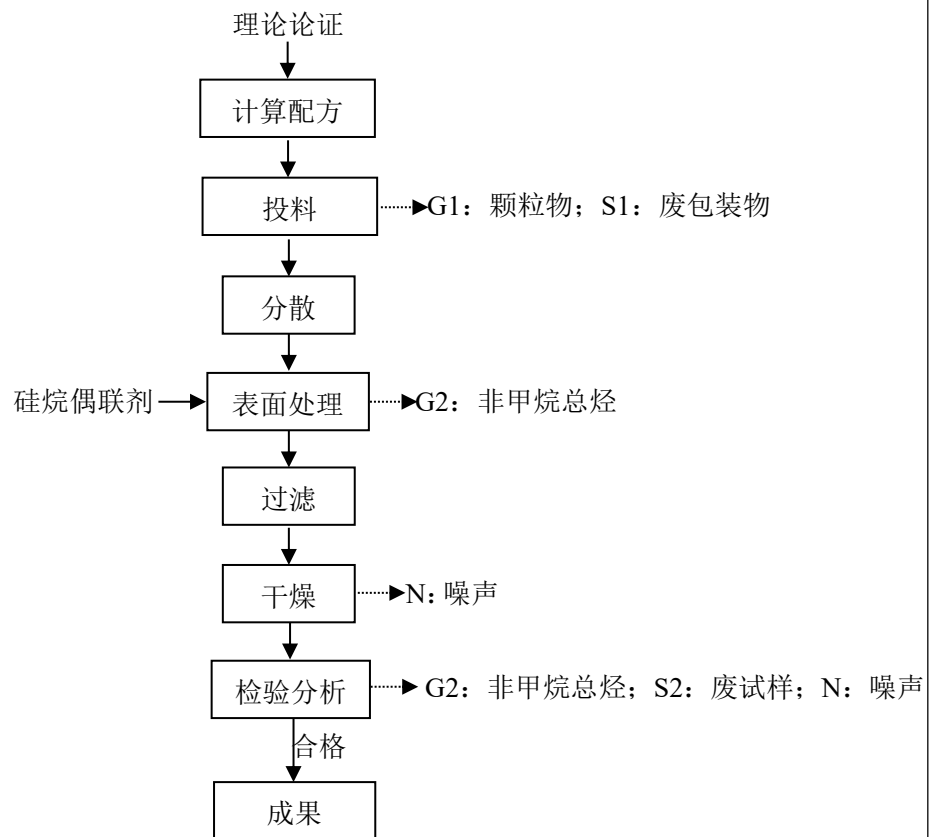 理论论证
计算配方
投料
G1：颗粒物；S1：废包装物
分散
硅烷偶联剂
表面处理
G2：非甲烷总烃
过滤
干燥
N：噪声
检验分析
G2：非甲烷总烃；S2：废试样；N：噪声
合格
成果